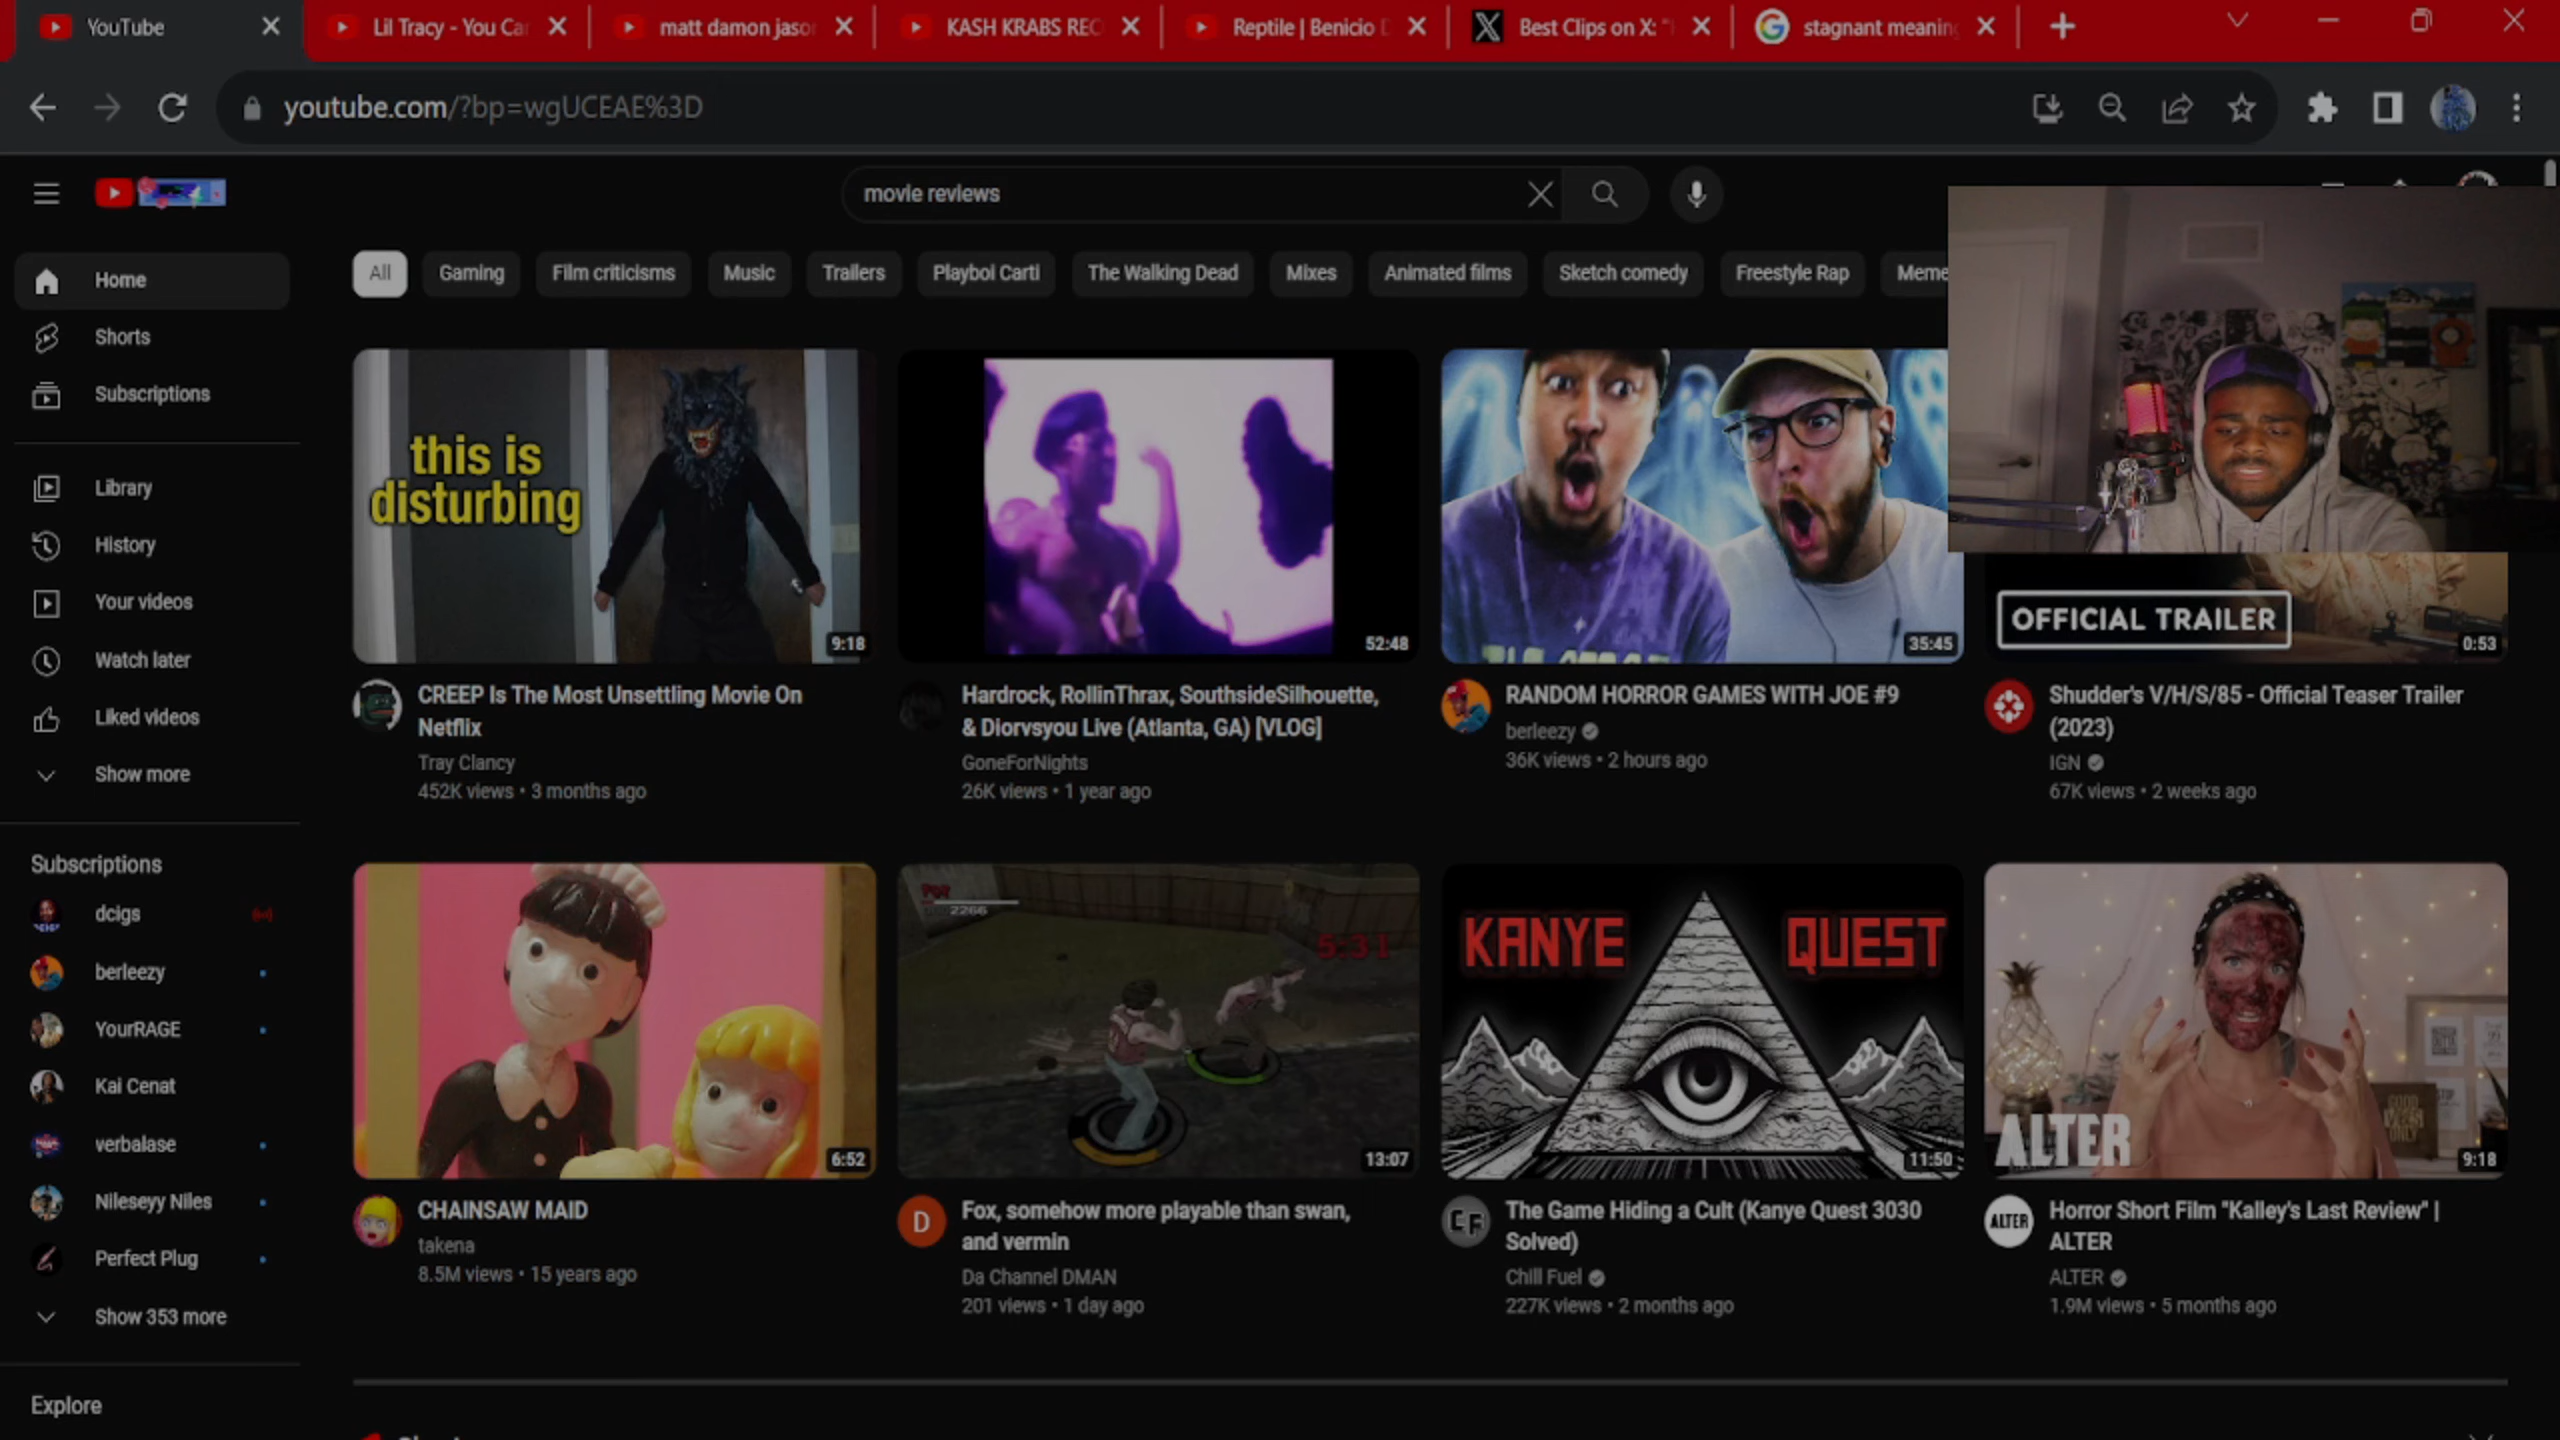 YouTube
Lil Tracy - You Ca
matt damon jaso
KASH KRABS REC
Reptile | Benicio D
Best Clips on X: "
stagnant meanin
youtube.com/?bp=wgUCEAE%3D
movie reviews
All
Gaming
Film criticisms
Music
Trailers
Playboi Carti
The Walking Dead
Mixes
Animated films
Sketch comedy
Freestyle Rap
Meme
Home
Shorts
Subscriptions
Library
History
Your videos
Watch later
Liked videos
Show more
Subscriptions
dcigs
berleezy
YourRAGE
Kai Cenat
verbalase
Nileseyy Niles
Perfect Plug
Show 353 more
Explore
this is
disturbing
9:18
CREEP Is The Most Unsettling Movie On
Netflix
Tray Clancy
452K views • 3 months ago
52:48
Hardrock, RollinThrax, SouthsideSilhouette,
& Diorvsyou Live (Atlanta, GA) [VLOG]
GoneForNights
26K views • 1 year ago
35:45
RANDOM HORROR GAMES WITH JOE #9
berleezy
36K views • 2 hours ago
OFFICIAL TRAILER
0:53
Shudder's V/H/S/85 - Official Teaser Trailer
(2023)
IGN
67K views • 2 weeks ago
6:52
CHAINSAW MAID
takena
8.5M views • 15 years ago
2266
5:31
13:07
D
Fox, somehow more playable than swan,
and vermin
Da Channel DMAN
201 views • 1 day ago
KANYE QUEST
11:50
CF
The Game Hiding a Cult (Kanye Quest 3030
Solved)
Chill Fuel
227K views • 2 months ago
ALTER
9:18
ALTER
Horror Short Film "Kalley's Last Review" |
ALTER
ALTER
1.9M views • 5 months ago